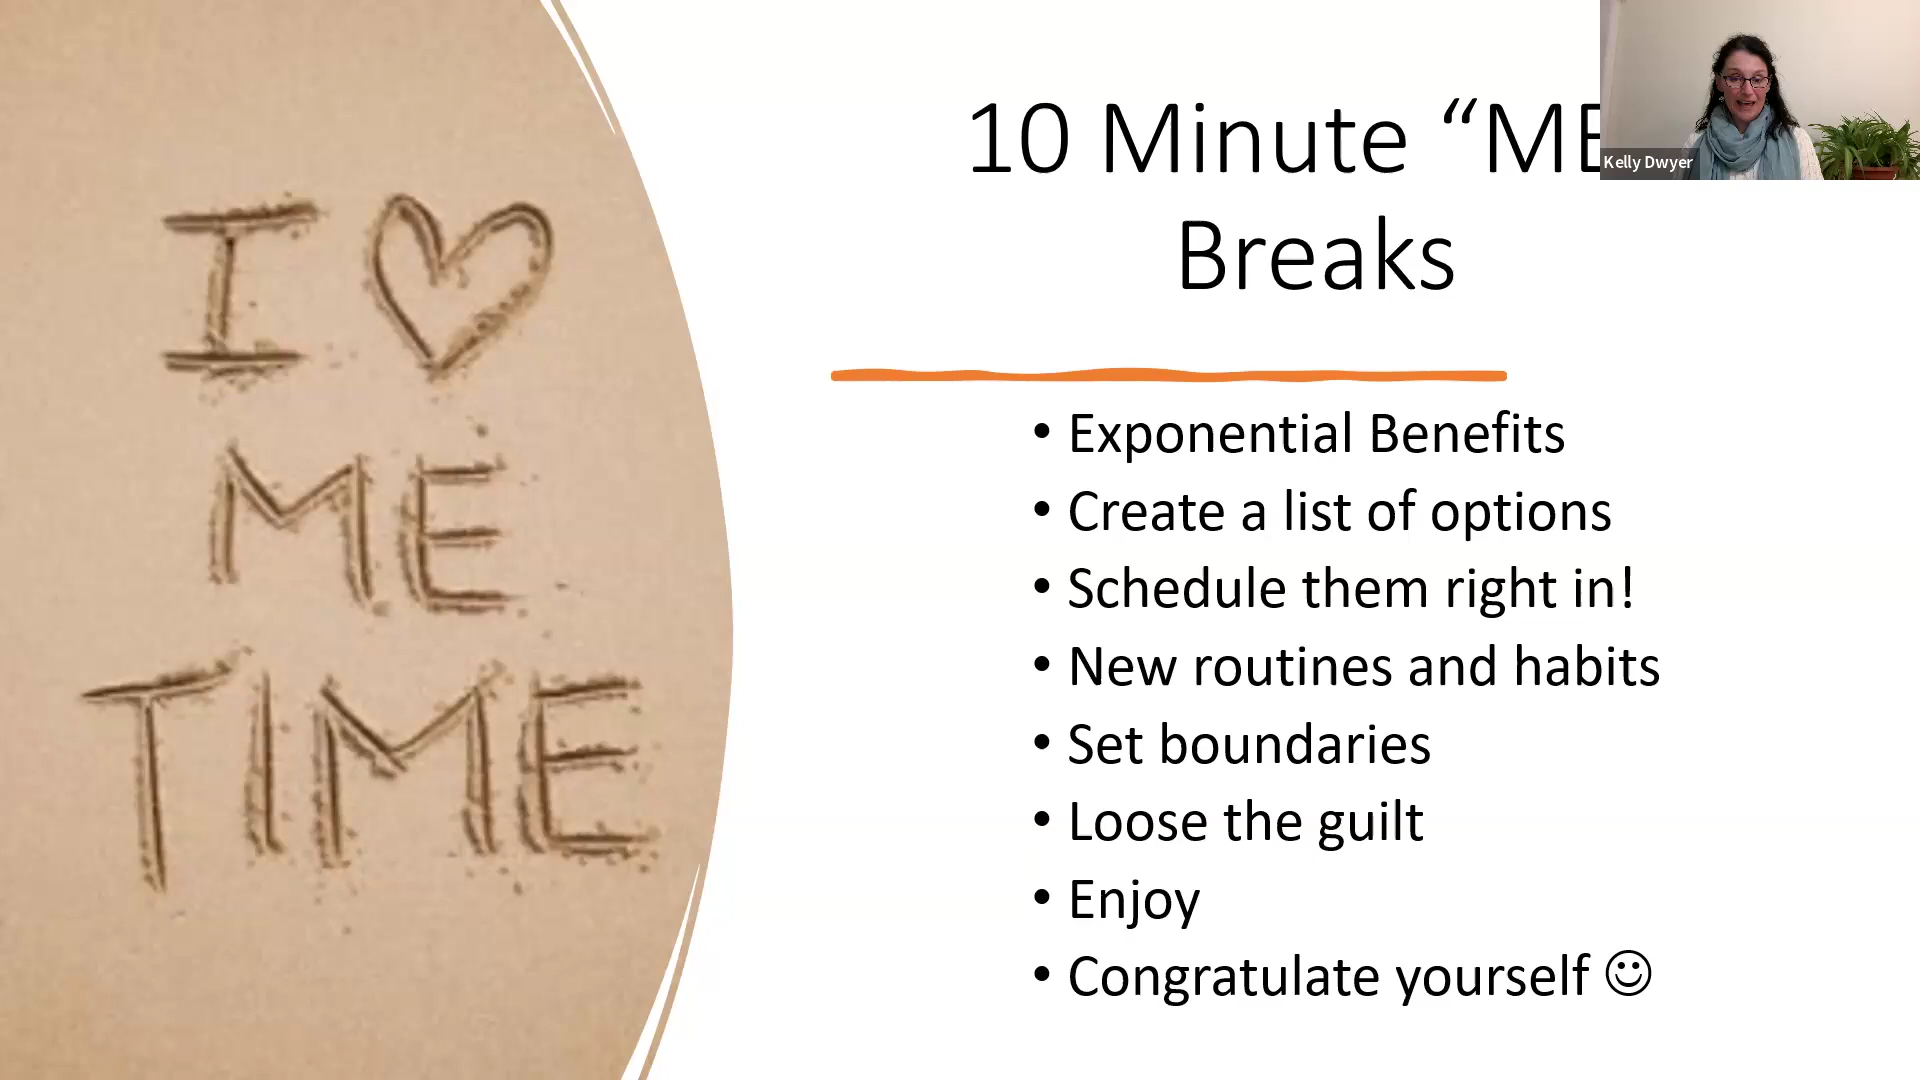 I ♡
ME
TIME
10 Minute “ME
Breaks
• Exponential Benefits
• Create a list of options
• Schedule them right in!
• New routines and habits
• Set boundaries
• Loose the guilt
• Enjoy
• Congratulate yourself ☺
Kelly Dwyer